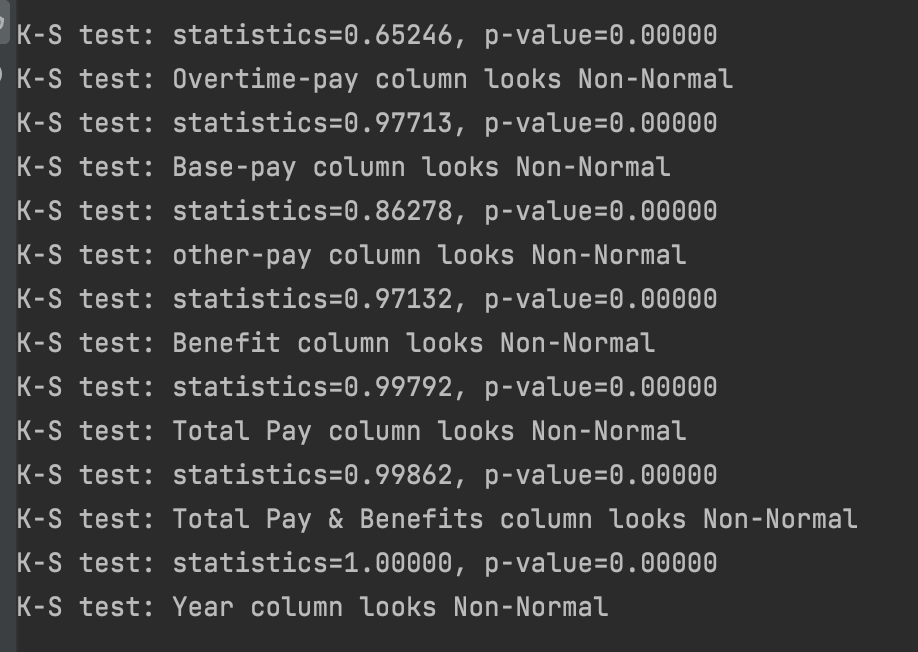 K-S test: statistics=0.65246, p-value=0.00000
K-S test: Overtime-pay column looks Non-Normal
K-S test: statistics=0.97713, p-value=0.00000
K-S test: Base-pay column looks Non-Normal
K-S test: statistics=0.86278, p-value=0.00000
K-S test: other-pay column looks Non-Normal
K-S test: statistics=0.97132, p-value=0.00000
K-S test: Benefit column looks Non-Normal
K-S test: statistics=0.99792, p-value=0.00000
K-S test: Total Pay column looks Non-Normal
K-S test: statistics=0.99862, p-value=0.00000
K-S test: Total Pay & Benefits column looks Non-Normal
K-S test: statistics=1.00000, p-value=0.00000
K-S test: Year column looks Non-Normal